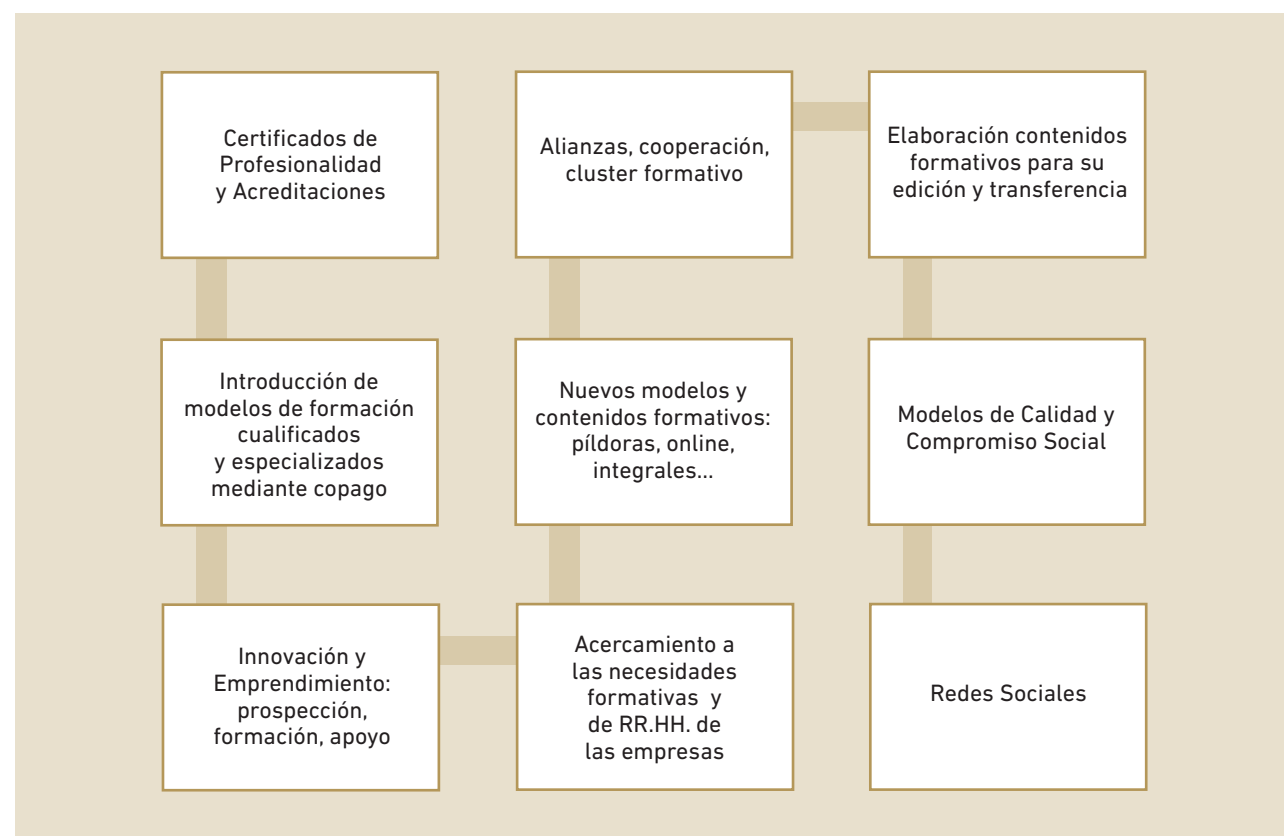 Certificados de
Profesionalidad
y Acreditaciones
Introducción de
modelos de formación
cualificados
y especializados
mediante copago
Innovación y
Emprendimiento:
prospección,
formación, apoyo
Acercamiento a
las necesidades
formativas y
de RR.HH. de
las empresas
Nuevos modelos y
contenidos formativos:
píldoras, online,
integrales...
Alianzas, cooperación,
cluster formativo
Elaboración contenidos
formativos para su
edición y transferencia
Modelos de Calidad y
Compromiso Social
Redes Sociales